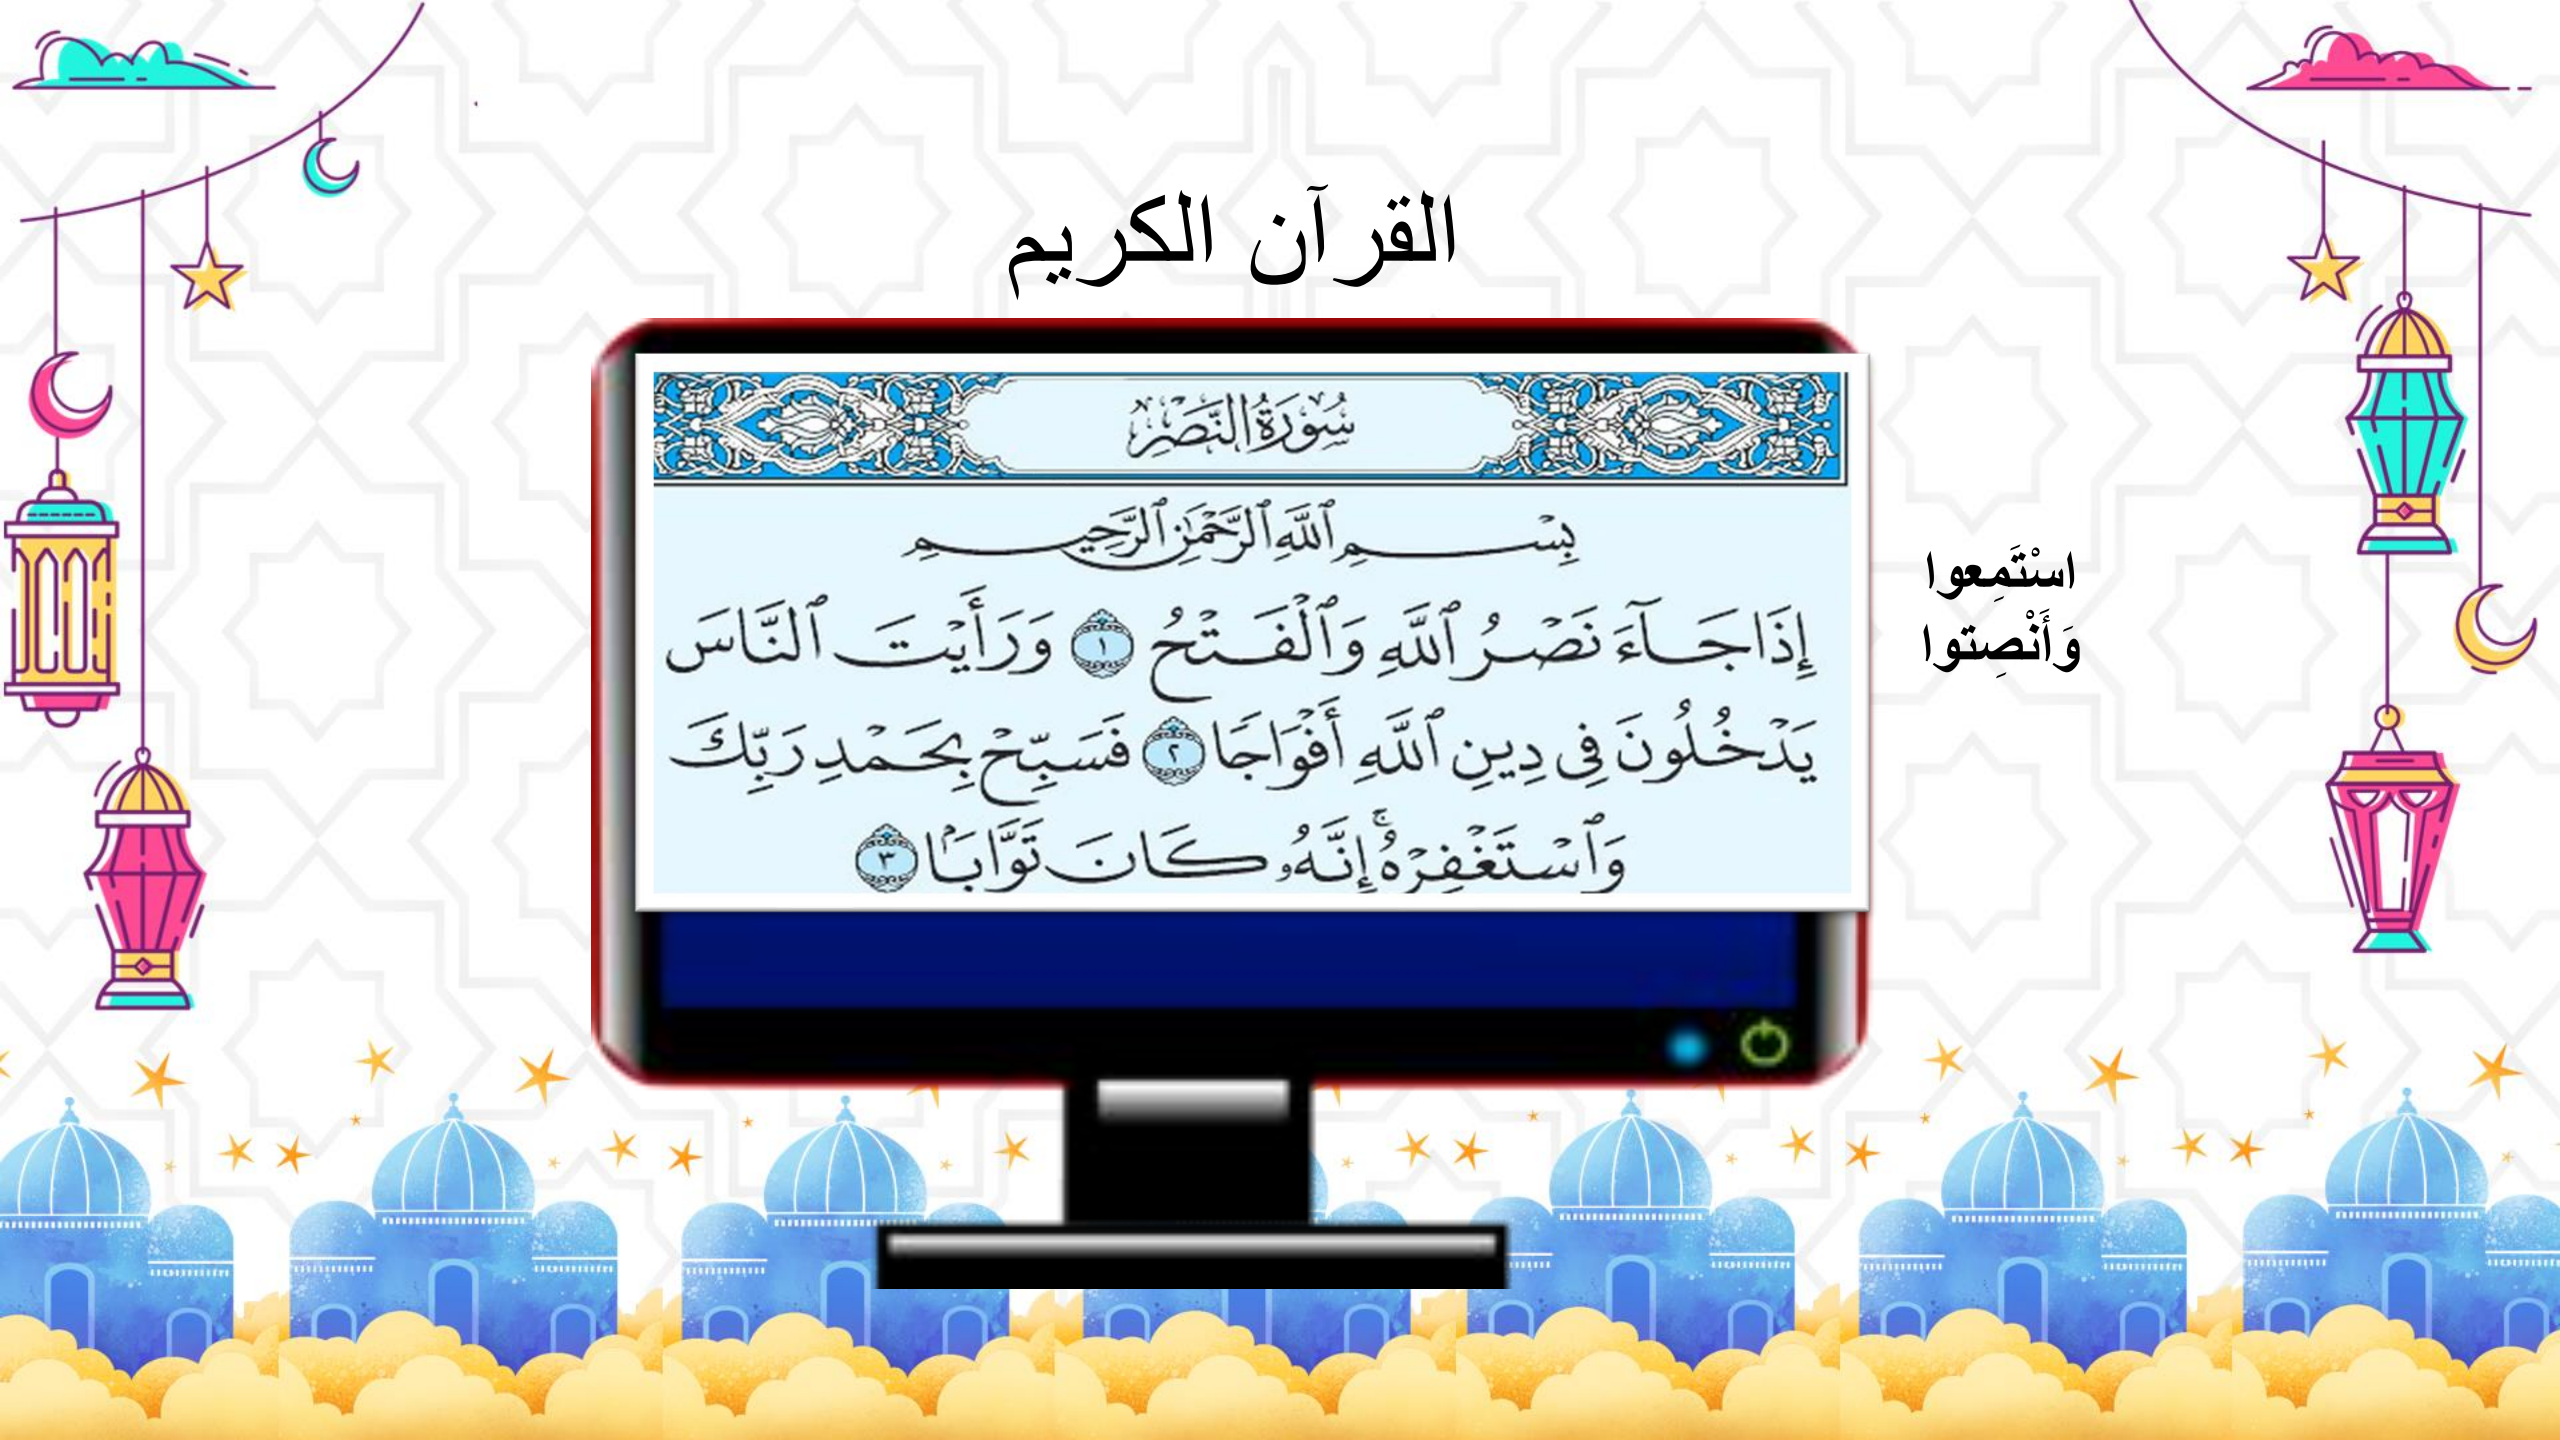 القرآن الكريم
سُورَةُ النَّصْرِ
بِسْمِ ٱللَّهِ ٱلرَّحْمَٰنِ ٱلرَّحِيمِ
إِذَا جَآءَ نَصْرُ ٱللَّهِ وَٱلْفَتْحُ ١ وَرَأَيْتَ ٱلنَّاسَ
يَدْخُلُونَ فِى دِينِ ٱللَّهِ أَفْوَاجًا ٢ فَسَبِّحْ بِحَمْدِ رَبِّكَ
وَٱسْتَغْفِرْهُۚ إِنَّهُۥ كَانَ تَوَّابَۢا ٣
اسْتَمِعوا
وَأَنْصِتوا